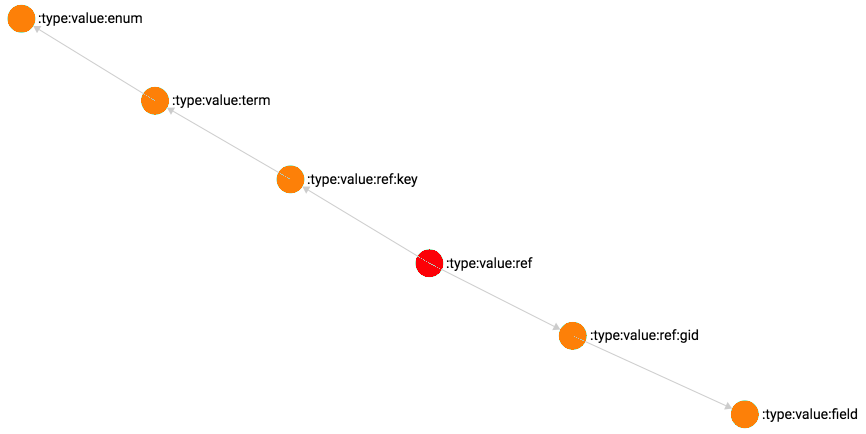 :type:value:enum
:type:value:term
:type:value:ref:key
:type:value:ref
:type:value:ref:gid
:type:value:field